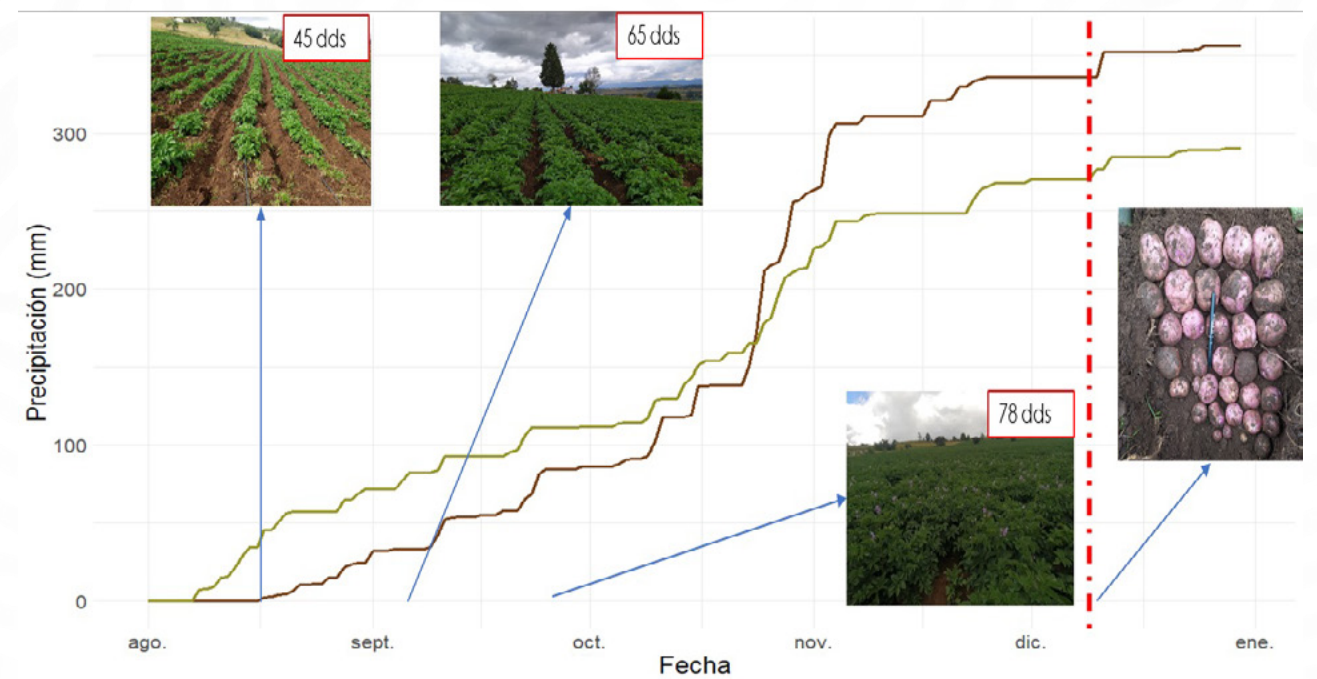 45 dds
65 dds
78 dds
Precipitación (mm)
300
200
100
0
ago.
sept.
oct.
nov.
dic.
ene.
Fecha